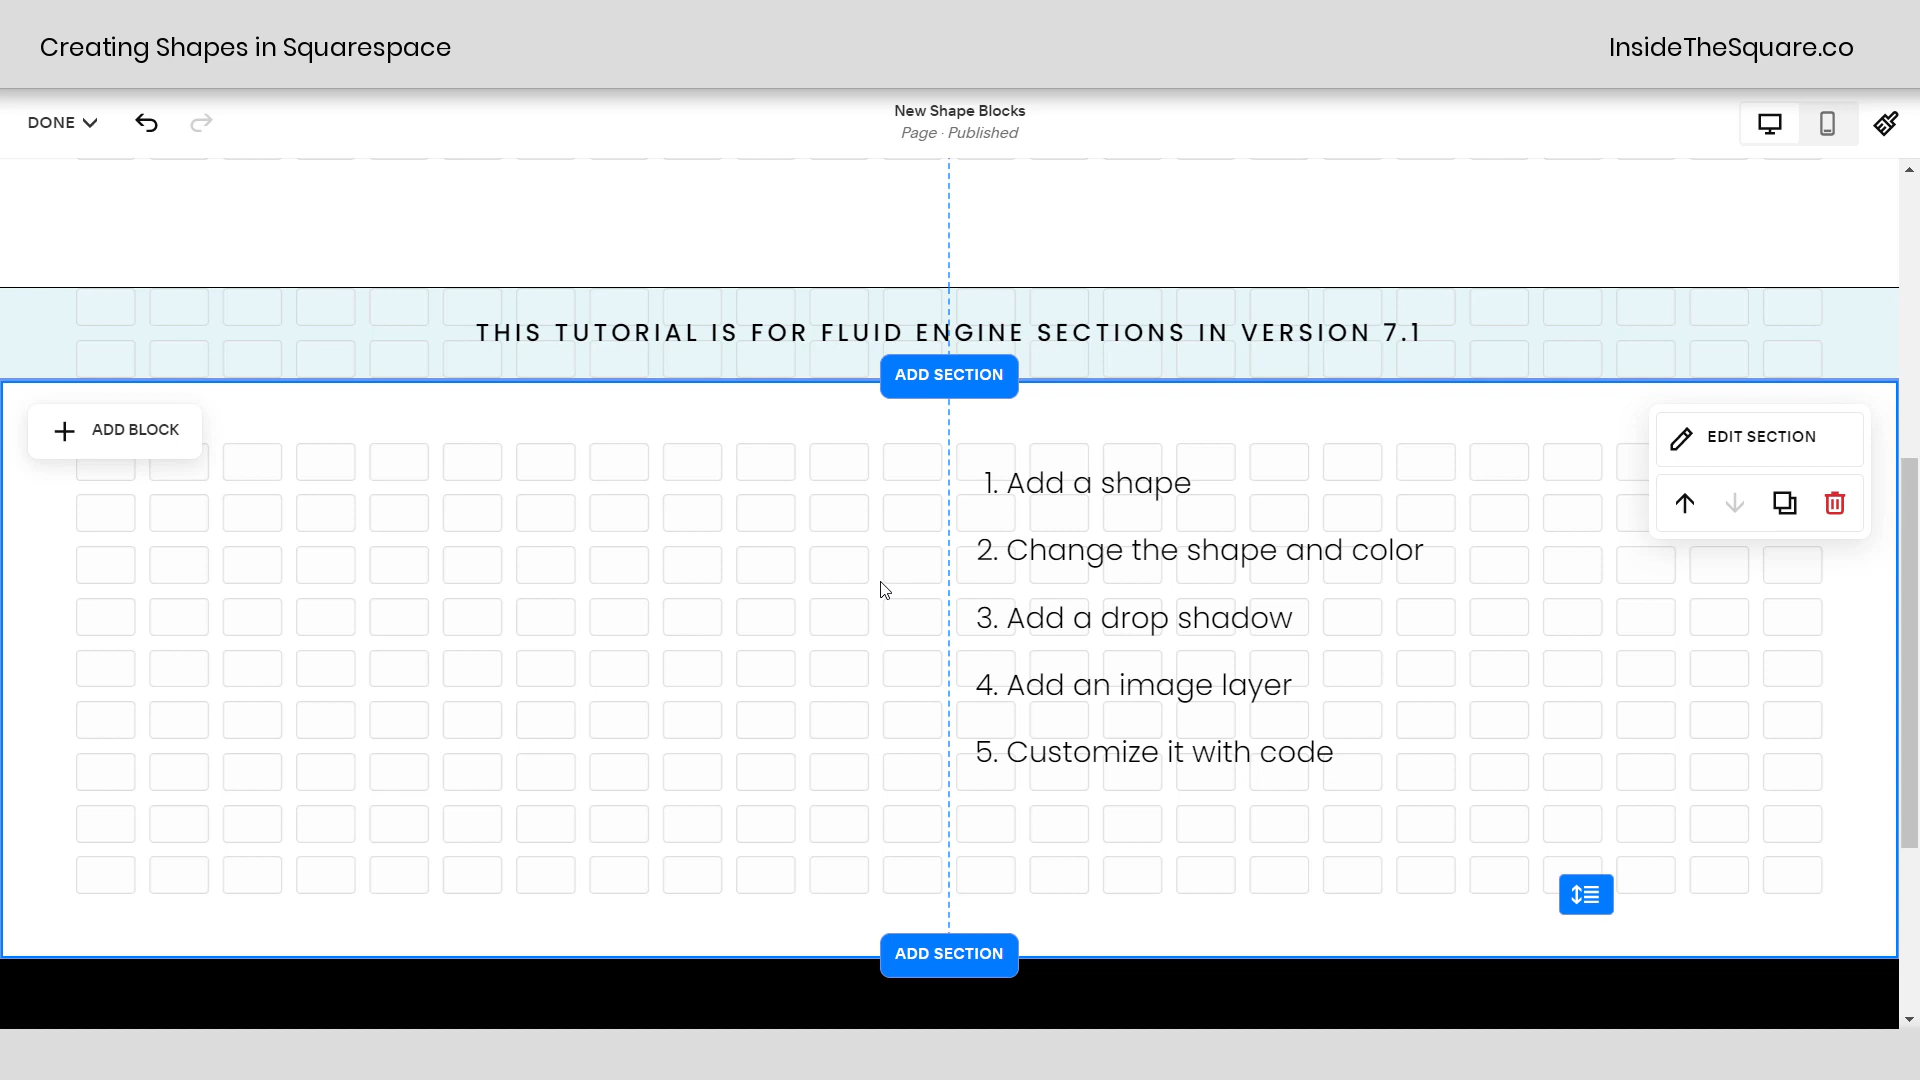 Creating Shapes in Squarespace
InsideTheSquare.co
DONE
New Shape Blocks
Page · Published
THIS TUTORIAL IS FOR FLUID ENGINE SECTIONS IN VERSION 7.1
ADD SECTION
ADD BLOCK
EDIT SECTION
1. Add a shape
2. Change the shape and color
3. Add a drop shadow
4. Add an image layer
5. Customize it with code
ADD SECTION